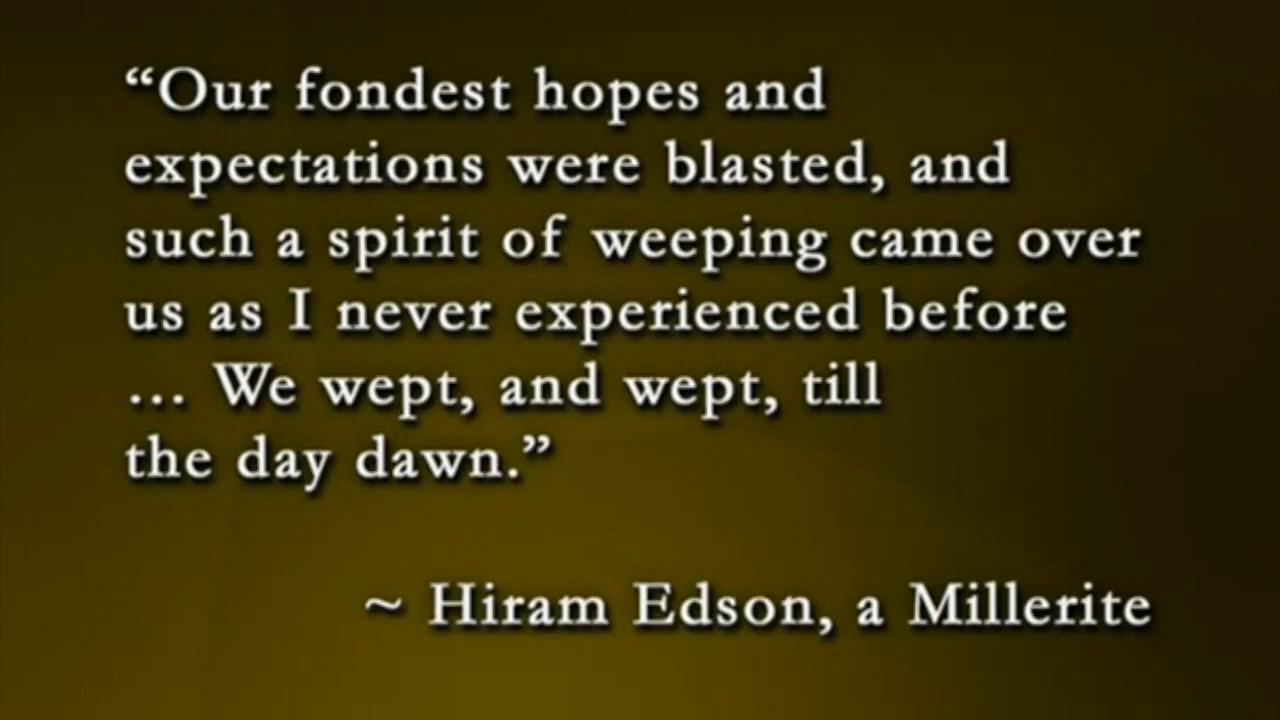 “Our fondest hopes and
expectations were blasted, and
such a spirit of weeping came over
us as I never experienced before
... We wept, and wept, till
the day dawn.”
~ Hiram Edson, a Millerite